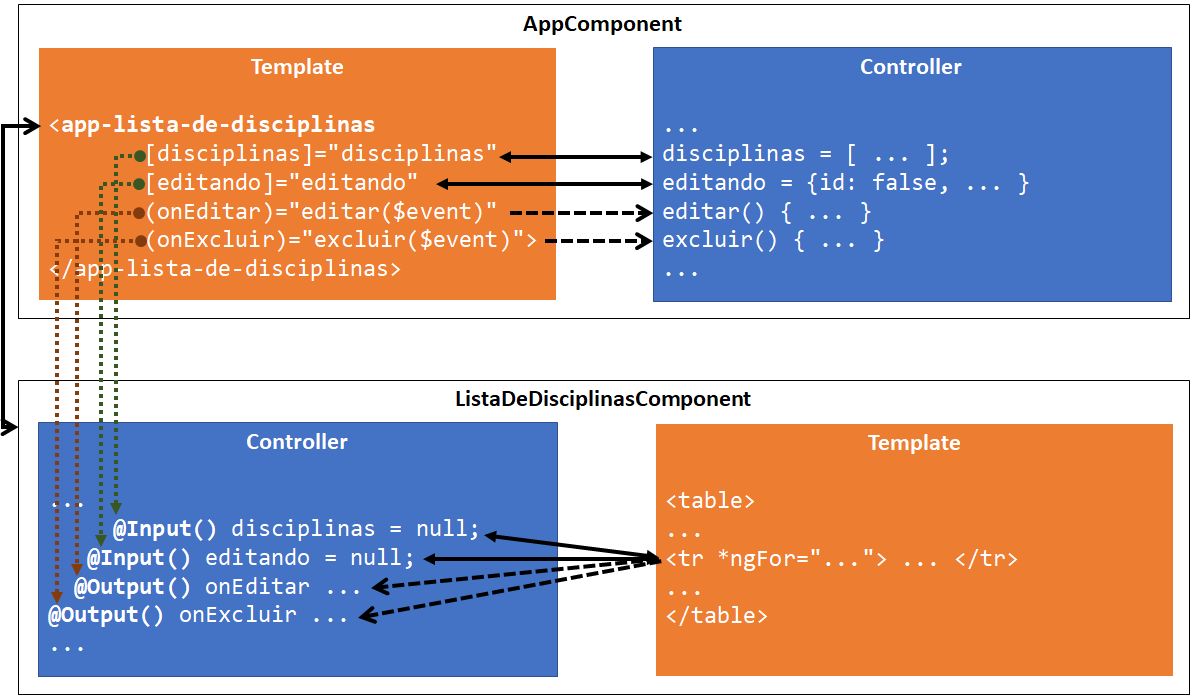 AppComponent
Template
<app-lista-de-disciplinas
[disciplinas]="disciplinas"
[editando]="editando"
(onEditar)="editar($event)"
(onExcluir)="excluir($event)">
</app-lista-de-disciplinas>
Controller
...
disciplinas = [ ... ];
editando = {id: false, ... }
editar() { ... }
excluir() { ... }
...
ListaDeDisciplinasComponent
Controller
...
@Input() disciplinas = null;
@Input() editando = null;
@Output() onEditar ...
@Output() onExcluir ...
...
Template
<table>
...
<tr *ngFor="..."> ... </tr>
...
</table>